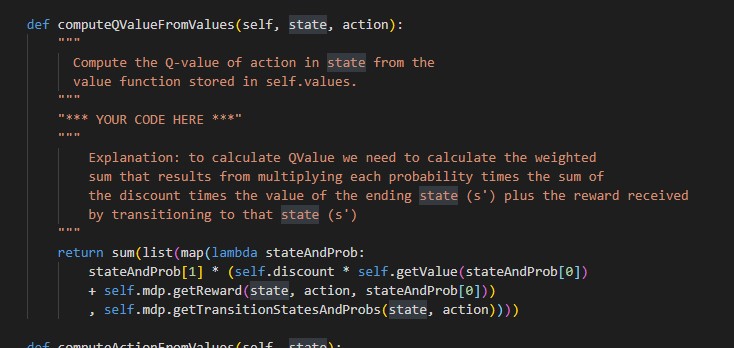 def computeQValueFromValues(self, state, action):
"""
Compute the Q-value of action in state from the
value function stored in self.values.
"""
"*** YOUR CODE HERE ***"
"""
Explanation: to calculate QValue we need to calculate the weighted
sum that results from multiplying each probability times the sum of
the discount times the value of the ending state (s') plus the reward received
by transitioning to that state (s')
"""
return sum(list(map(lambda stateAndProb:
stateAndProb[1] * (self.discount * self.getValue(stateAndProb[0])
+ self.mdp.getReward(state, action, stateAndProb[0]))
, self.mdp.getTransitionStatesAndProbs(state, action))))
def computeActionFromValues(self, state):